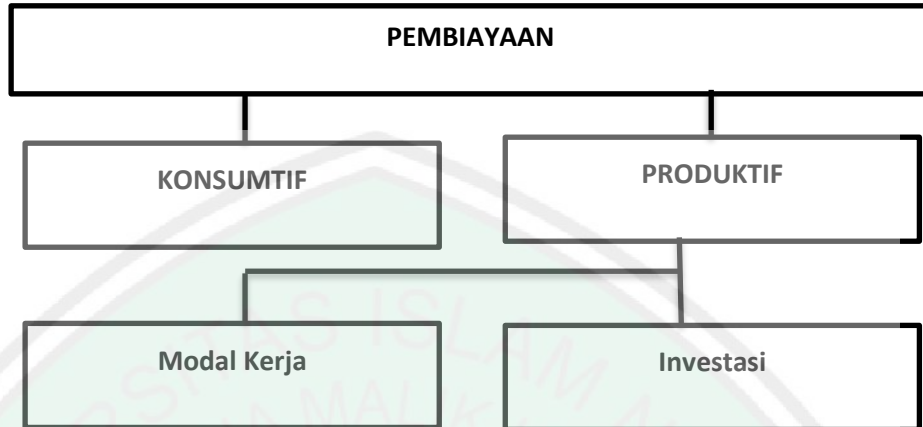 PEMBIAYAAN
KONSUMTIF
PRODUKTIF
Modal Kerja
Investasi